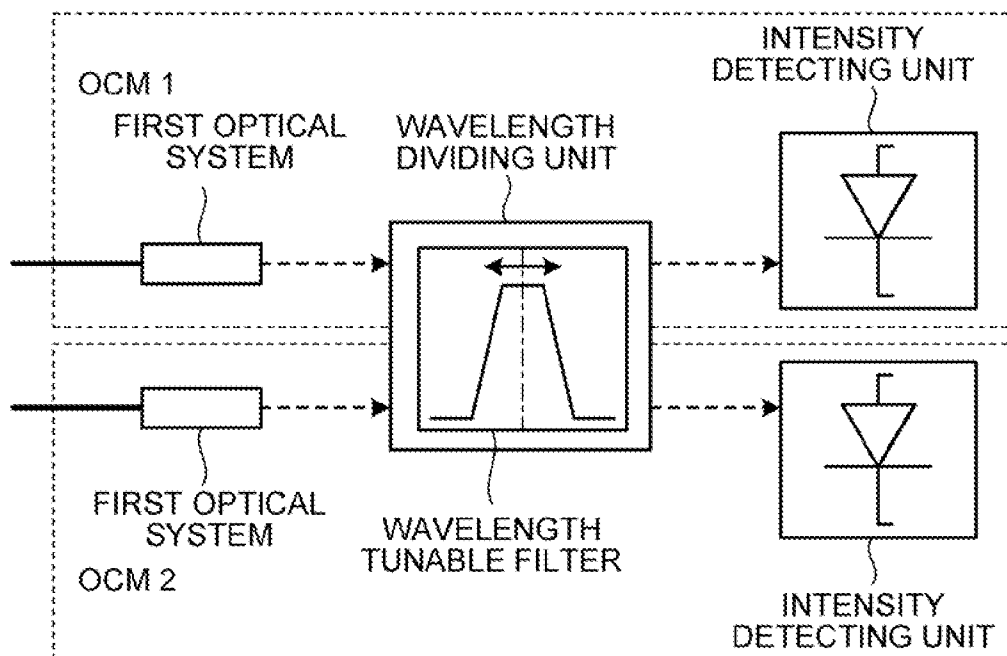 OCM 1
FIRST OPTICAL
SYSTEM
WAVELENGTH
DIVIDING UNIT
INTENSITY
DETECTING UNIT
FIRST OPTICAL
SYSTEM
WAVELENGTH
TUNABLE FILTER
OCM 2
INTENSITY
DETECTING UNIT